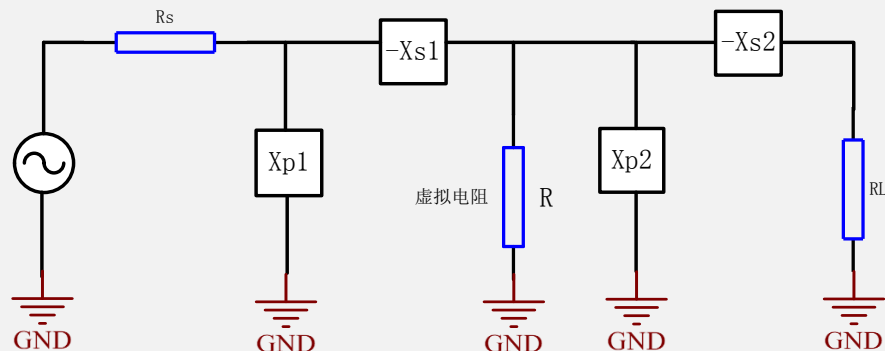 Rs
-Xs1
-Xs2
Xp1
虚拟电阻
R
Xp2
RL
GND
GND
GND
GND
GND